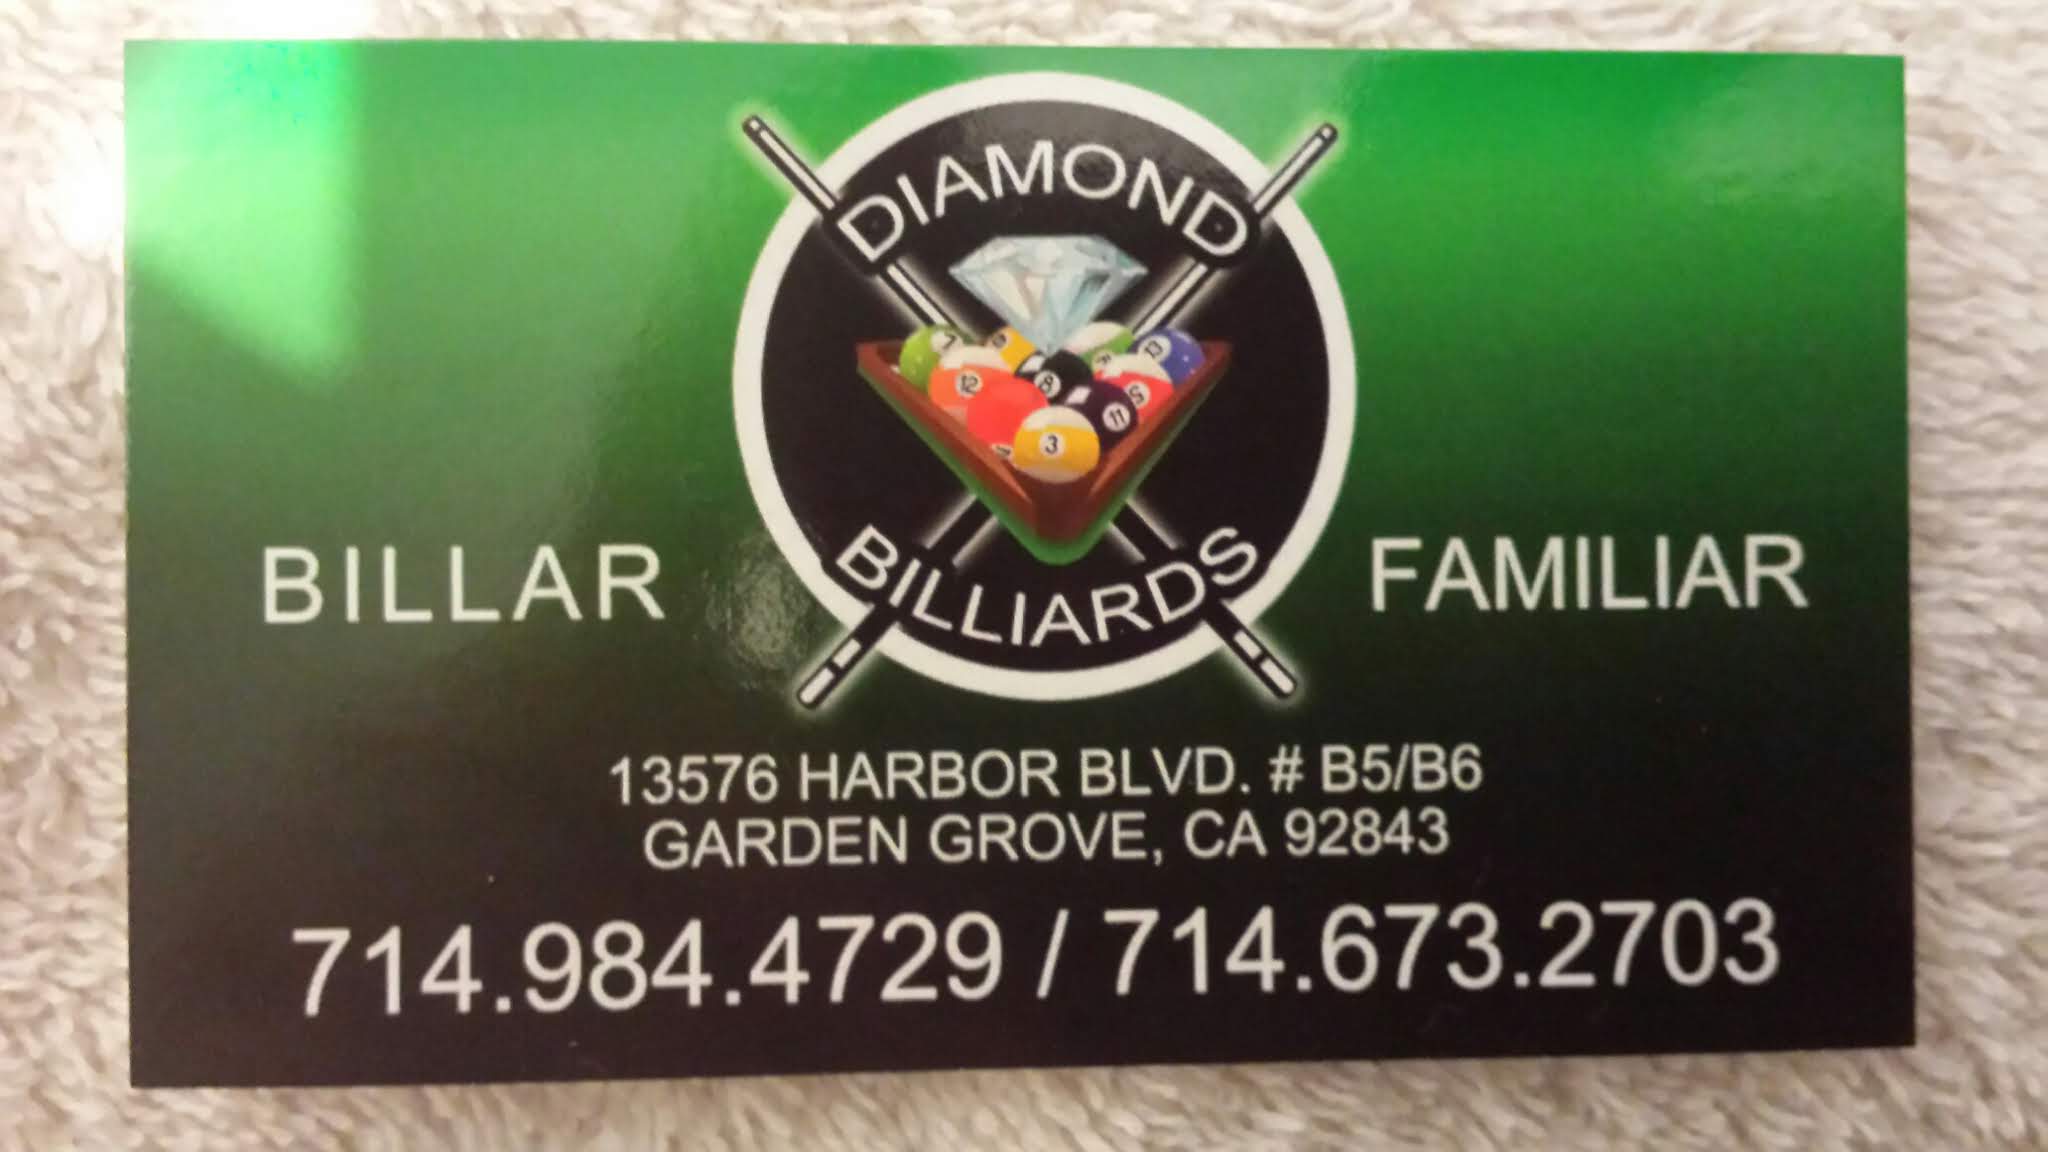 DIAMOND
BILLIARDS
BILLAR FAMILIAR
13576 HARBOR BLVD. # B5/B6
GARDEN GROVE, CA 92843
714.984.4729 / 714.673.2703